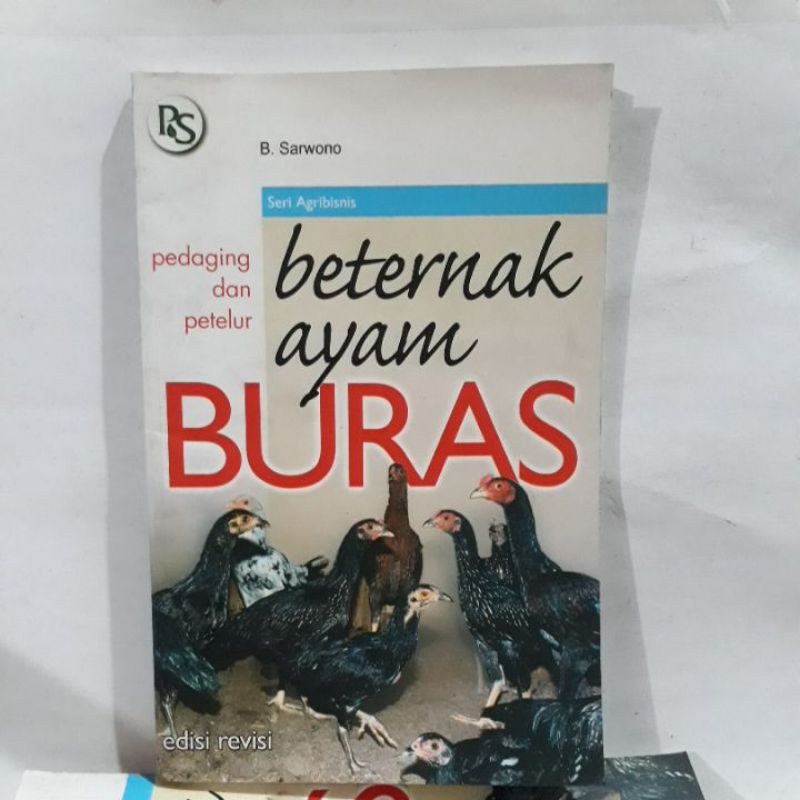 PS
B. Sarwono
Seri Agribisnis
pedaging
dan
petelur
beternak
ayam
BURAS
edisi revisi